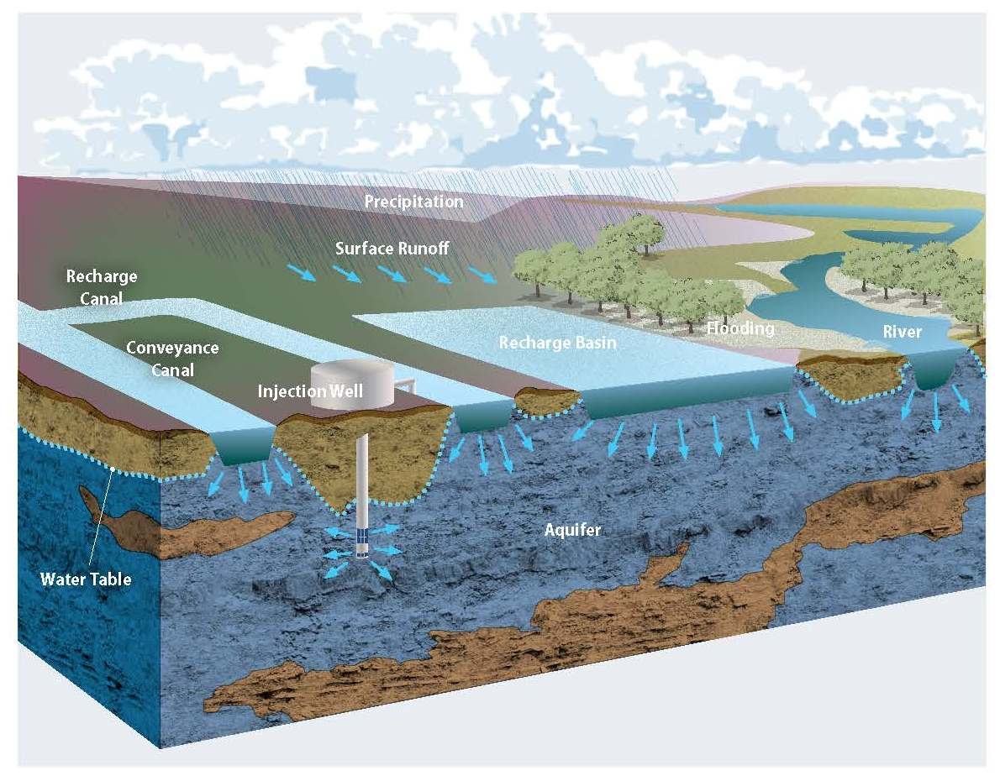 Precipitation
Surface Runoff
Recharge
Canal
Conveyance
Canal
Flooding
River
Recharge Basin
Injection Well
Aquifer
Water Table